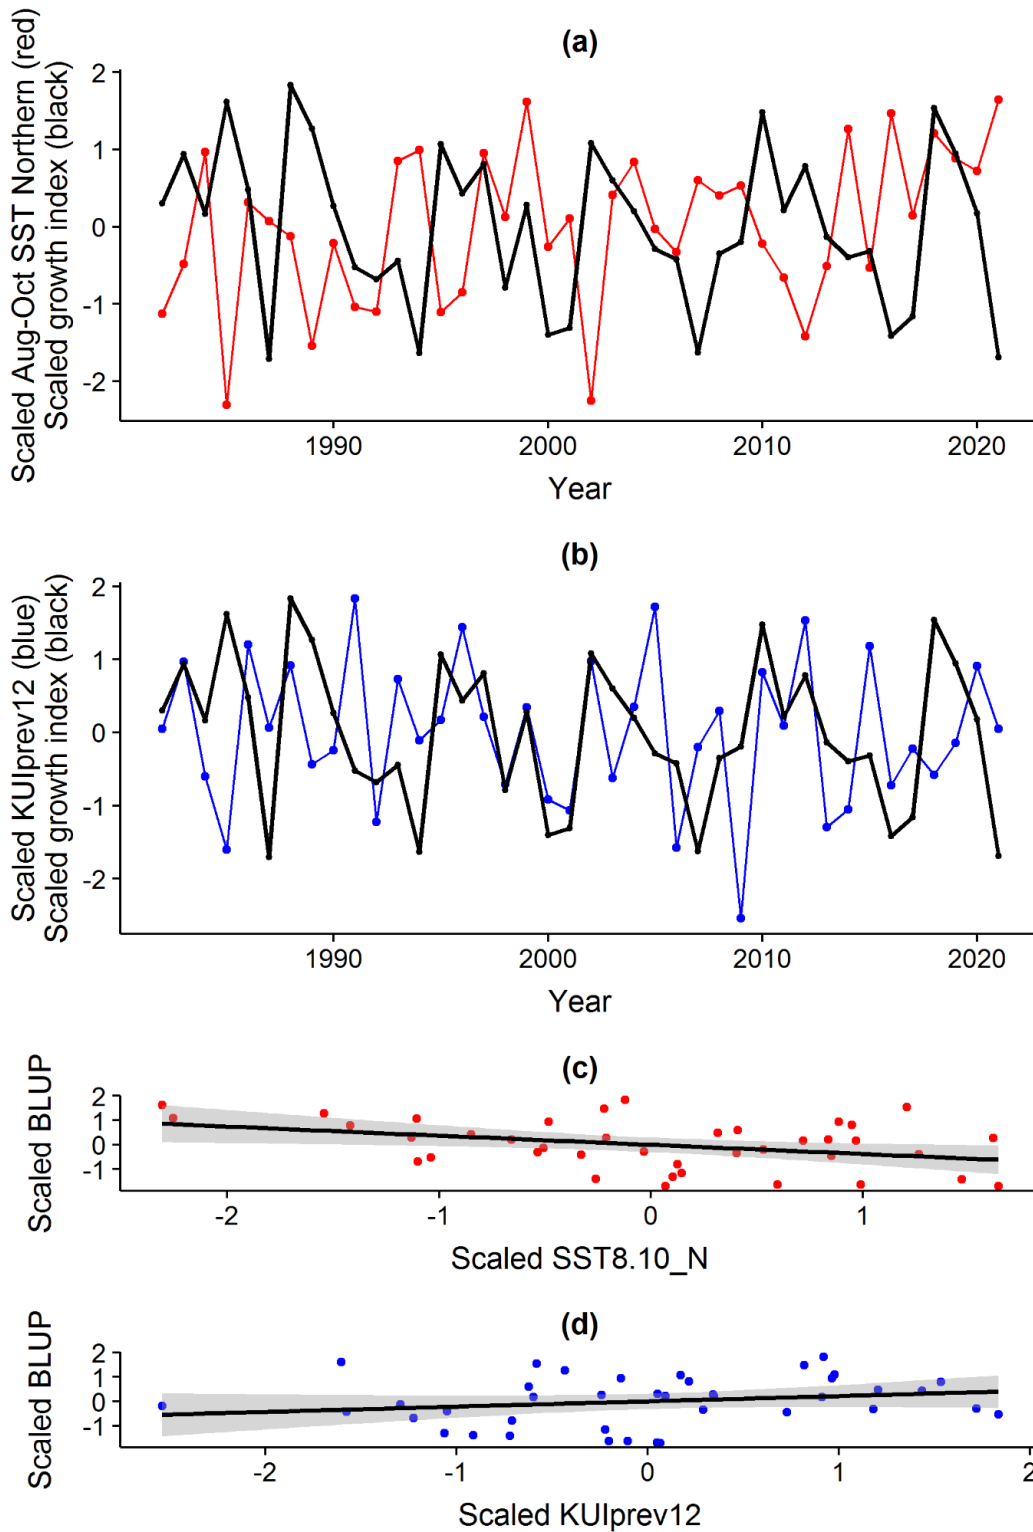 (a)
Scaled Aug-Oct SST Northern (red)
Scaled growth index (black)
2
1
0
-1
-2
1990 2000 2010 2020
Year
(b)
Scaled KUIprev12 (blue)
Scaled growth index (black)
2
1
0
-1
-2
1990 2000 2010 2020
Year
(c)
Scaled BLUP
2
1
0
-1
-2 -1 0 1
Scaled SST8.10_N
(d)
Scaled BLUP
2
1
0
-1
-2 -1 0 1 2
Scaled KUIprev12